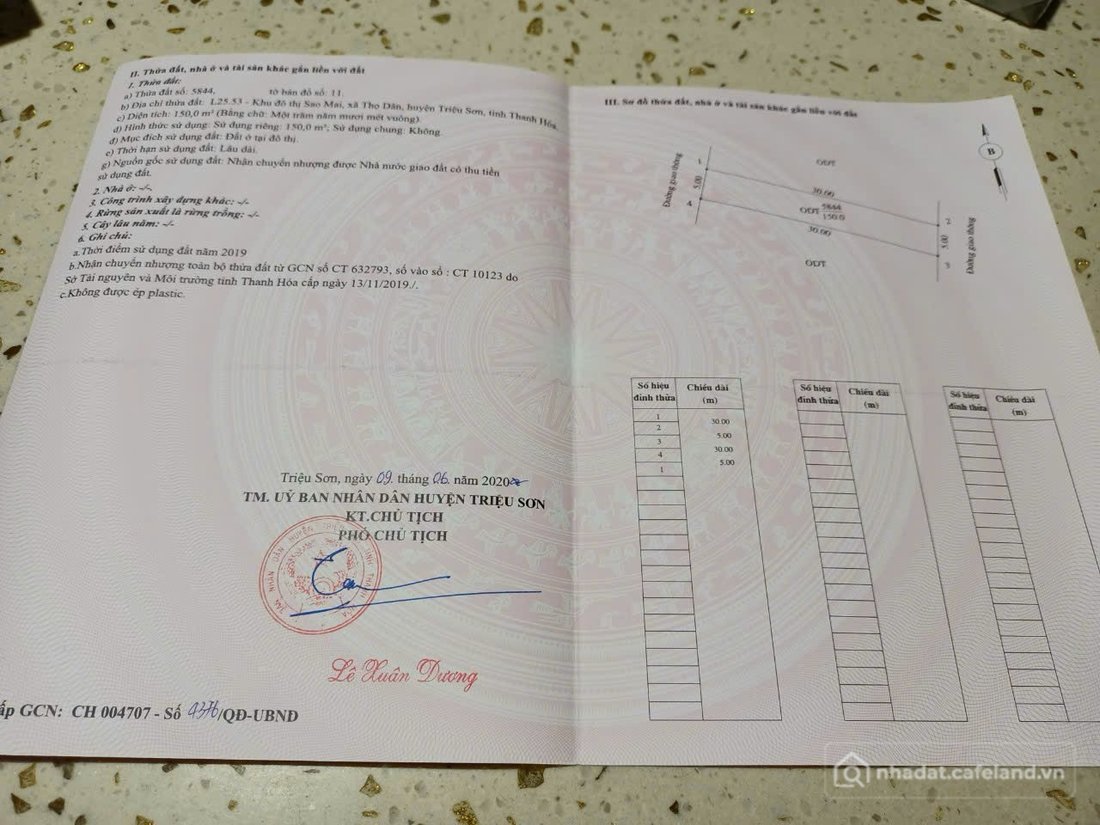 II. Thửa đất, nhà ở và tài sản khác gắn liền với đất
1. Thửa đất:
a) Thửa đất số: 5844, tờ bản đồ số: 11.
b) Địa chỉ thửa đất: L25.53 - Khu đô thị Sao Mai, xã Thọ Dân, huyện Triệu Sơn, tỉnh Thanh Hóa.
c) Diện tích: 150,0 m² (Bằng chữ: Một trăm năm mươi mét vuông).
d) Hình thức sử dụng: Sử dụng riêng: 150,0 m²; Sử dụng chung: Không.
đ) Mục đích sử dụng đất: Đất ở tại đô thị.
e) Thời hạn sử dụng đất: Lâu dài.
g) Nguồn gốc sử dụng đất: Nhận chuyển nhượng được Nhà nước giao đất có thu tiền
sử dụng đất.
2. Nhà ở: -/-.
3. Công trình xây dựng khác: -/-
4. Rừng sản xuất là rừng trồng: -/-
5. Cây lâu năm: -/-
6. Ghi chú:
a.Thời điểm sử dụng đất năm 2019
b.Nhận chuyển nhượng toàn bộ thửa đất từ GCN số CT 632793, số vào sổ : CT 10123 do
Sở Tài nguyên và Môi trường tỉnh Thanh Hóa cấp ngày 13/11/2019./.
c.Không được ép plastic.
Triệu Sơn, ngày 09 tháng 06 năm 2020
TM. UỶ BAN NHÂN DÂN HUYỆN TRIỆU SƠN
KT.CHỦ TỊCH
PHÓ CHỦ TỊCH
Lê Xuân Dương
ấp GCN: CH 004707 - Số 4376/QĐ-UBND
III. Sơ đồ thửa đất, nhà ở và tài sản khác gắn liền với đất
B
ODT
Đường giao thông
1
5.00
4
30.00
ODT 5844
150.0
30.00
2
5.00
3
Đường giao thông
ODT
Số hiệu đỉnh thửa Chiều dài (m)
1
30.00
2
5.00
3
30.00
4
5.00
1
Số hiệu đỉnh thửa Chiều dài (m)
Số hiệu đỉnh thửa Chiều dài (m)
nhadat.cafeland.vn